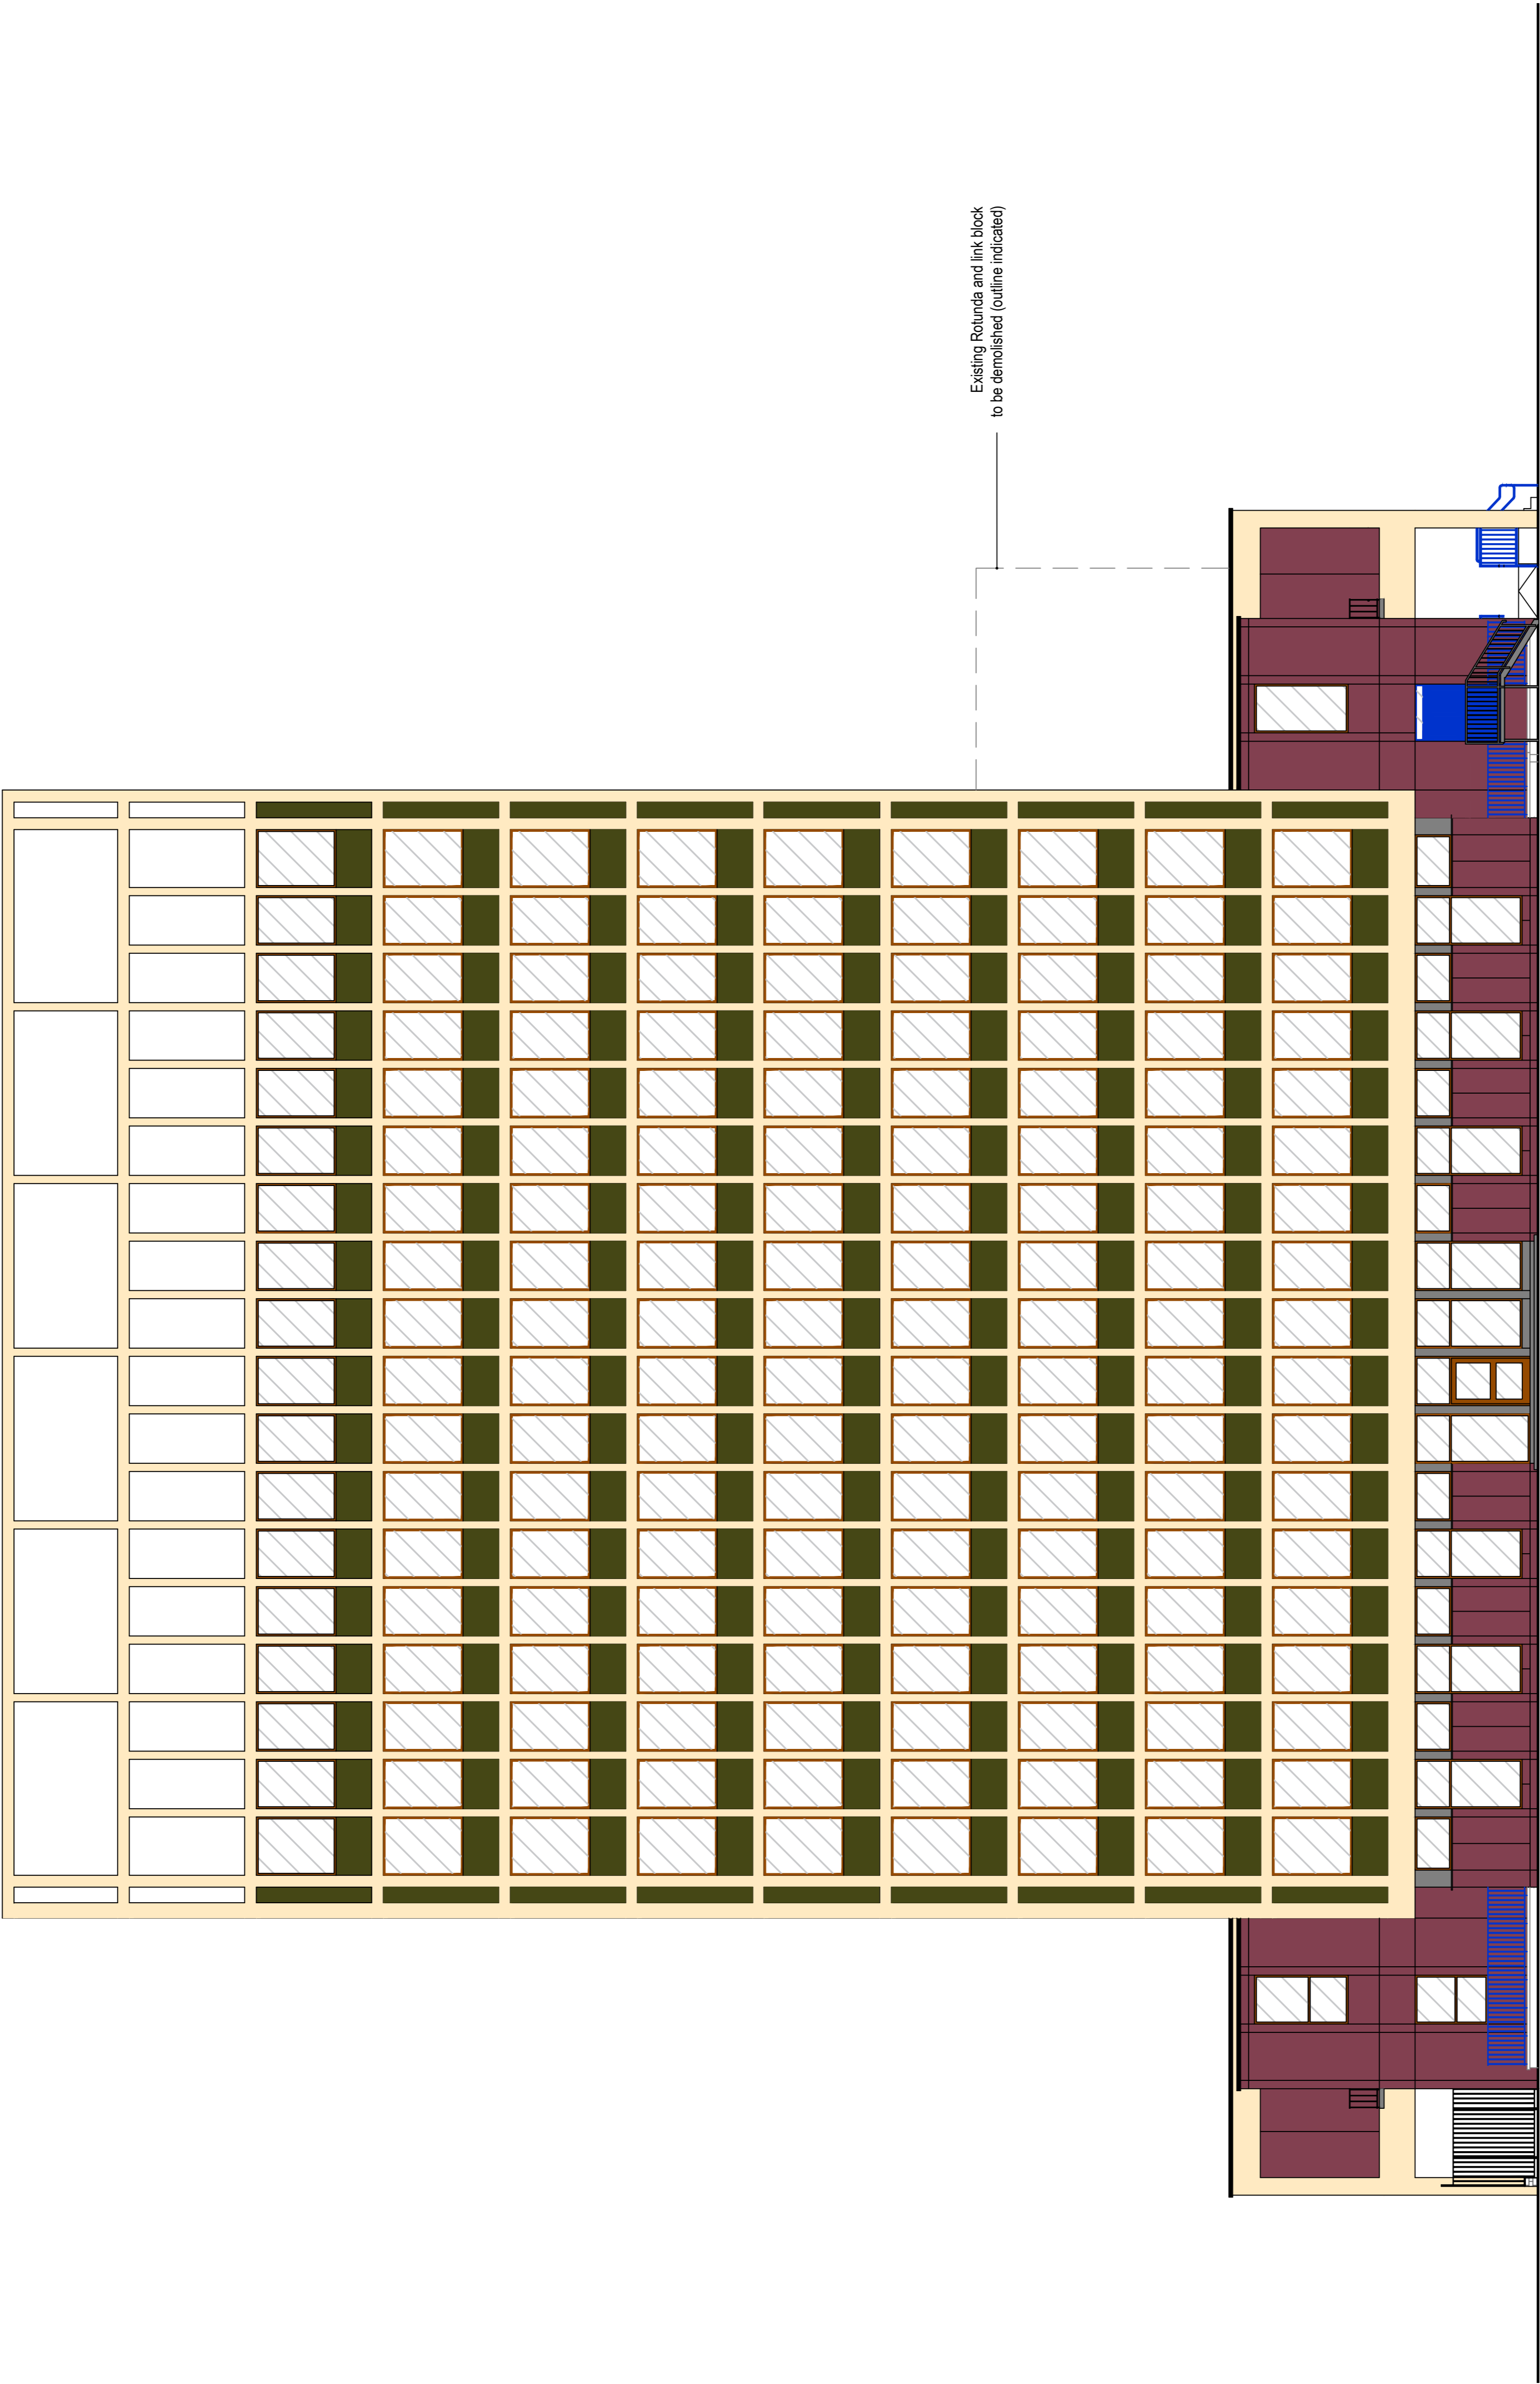 Existing Rotunda and link block
to be demolished (outline indicated)